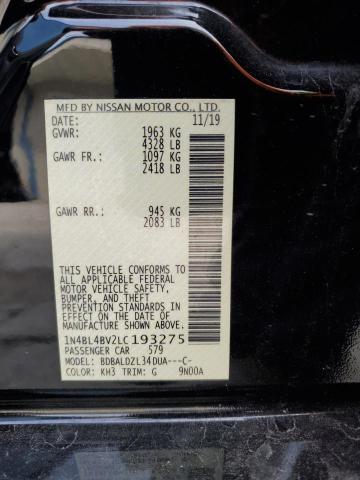 MFD BY NISSAN MOTOR CO., LTD.
DATE: 11/19
GVWR: 1963 KG
4328 LB
GAWR FR.: 1097 KG
2418 LB
GAWR RR.: 945 KG
2083 LB
THIS VEHICLE CONFORMS TO
ALL APPLICABLE FEDERAL
MOTOR VEHICLE SAFETY,
BUMPER, AND THEFT
PREVENTION STANDARDS IN
EFFECT ON THE DATE OF
MANUFACTURE SHOWN ABOVE.
1N4BL4BV2LC193275
PASSENGER CAR 579
MODEL: BDBALDZL34DUA---C-
COLOR: KH3 TRIM: G 9N00A